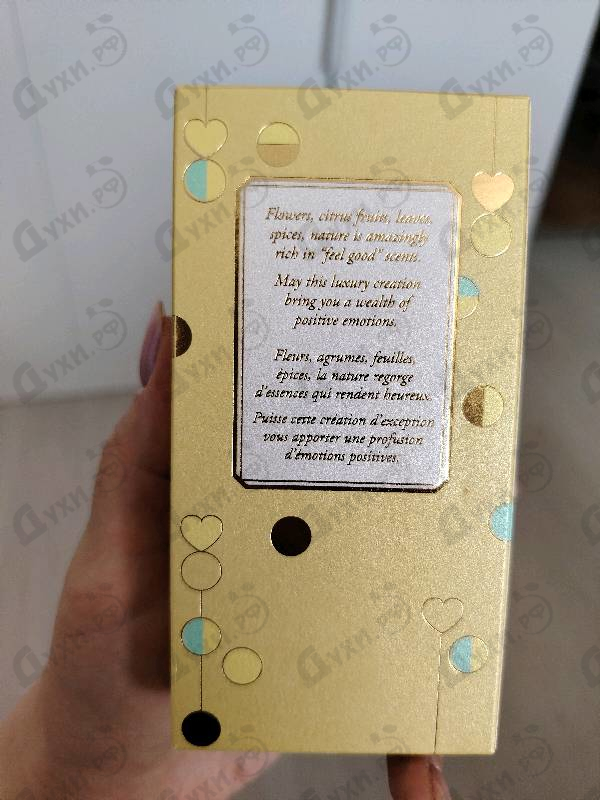 Flowers, citrus fruits, leaves,
spices, nature is amazingly
rich in "feel good" scents.
May this luxury creation
bring you a wealth of
positive emotions.
Fleurs, agrumes, feuilles,
épices, la nature regorge
d'essences qui rendent heureux.
Puisse cette création d'exception
vous apporter une profusion
d'émotions positives.
Духи.рф